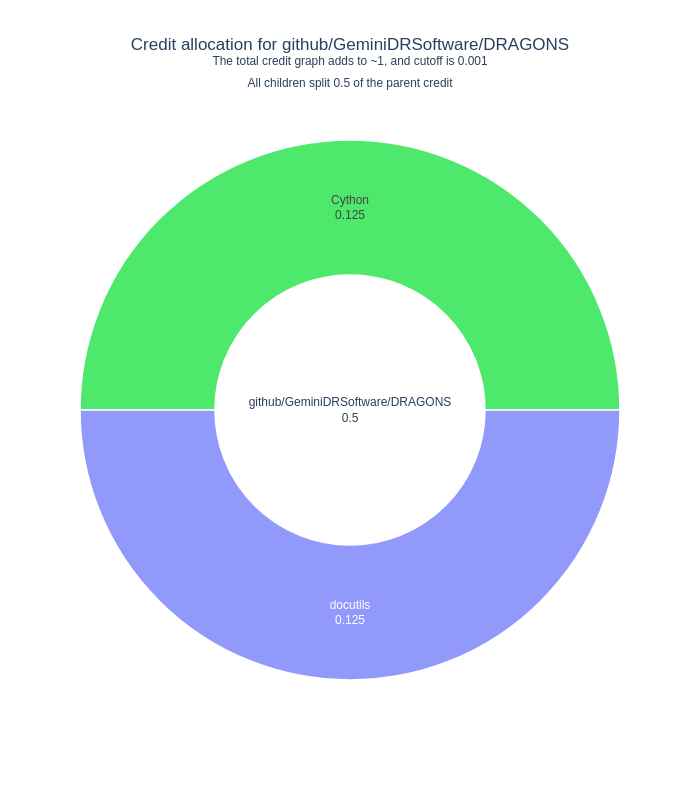 Credit allocation for github/GeminiDRSoftware/DRAGONS
The total credit graph adds to ~1, and cutoff is 0.001
All children split 0.5 of the parent credit
Cython
0.125
github/GeminiDRSoftware/DRAGONS
0.5
docutils
0.125